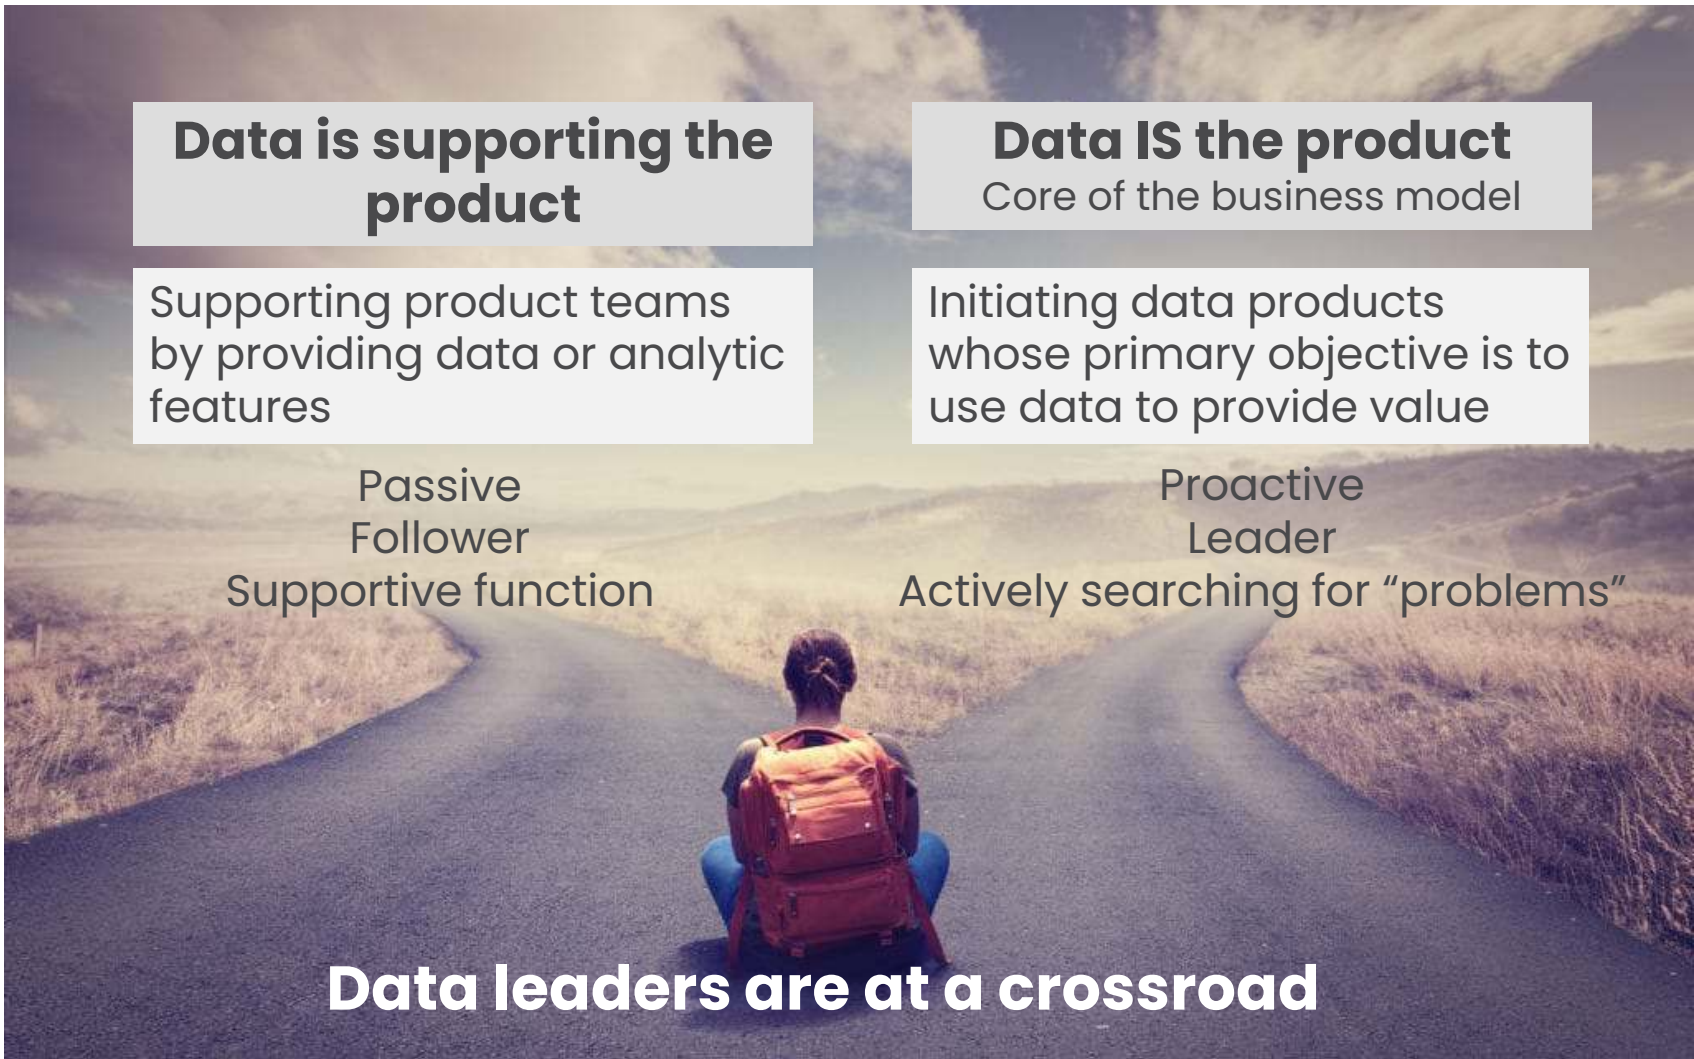 Data is supporting the
product
Supporting product teams
by providing data or analytic
features
Passive
Follower
Supportive function
Data IS the product
Core of the business model
Initiating data products
whose primary objective is to
use data to provide value
Proactive
Leader
Actively searching for “problems”
Data leaders are at a crossroad